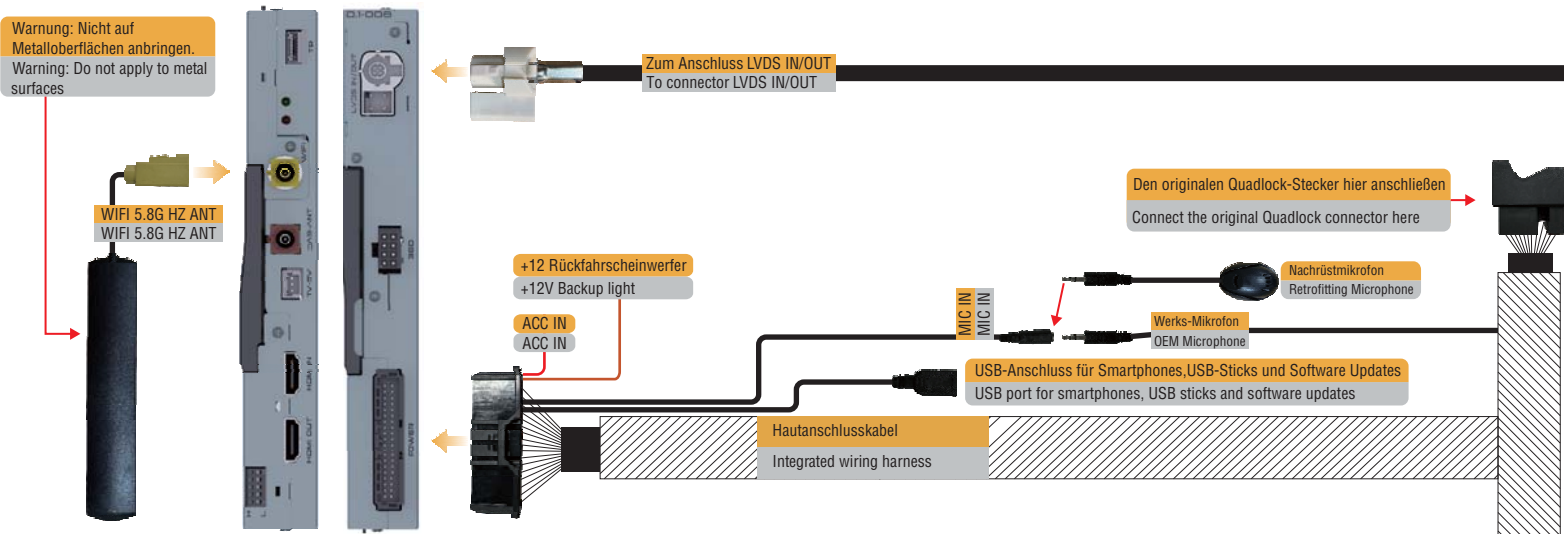 Warnung: Nicht auf
Metalloberflächen anbringen.
Warning: Do not apply to metal
surfaces
WIFI 5.8G HZ ANT
WIFI 5.8G HZ ANT
WIFI
TV-5V
HDMI IN
HDMI OUT
H
L
LVDS IN/OUT
360
POWER
Zum Anschluss LVDS IN/OUT
To connector LVDS IN/OUT
Den originalen Quadlock-Stecker hier anschließen
Connect the original Quadlock connector here
+12 Rückfahrscheinwerfer
+12V Backup light
ACC IN
ACC IN
MIC IN
MIC IN
Nachrüstmikrofon
Retrofitting Microphone
Werks-Mikrofon
OEM Microphone
USB-Anschluss für Smartphones,USB-Sticks und Software Updates
USB port for smartphones, USB sticks and software updates
Hautanschlusskabel
Integrated wiring harness